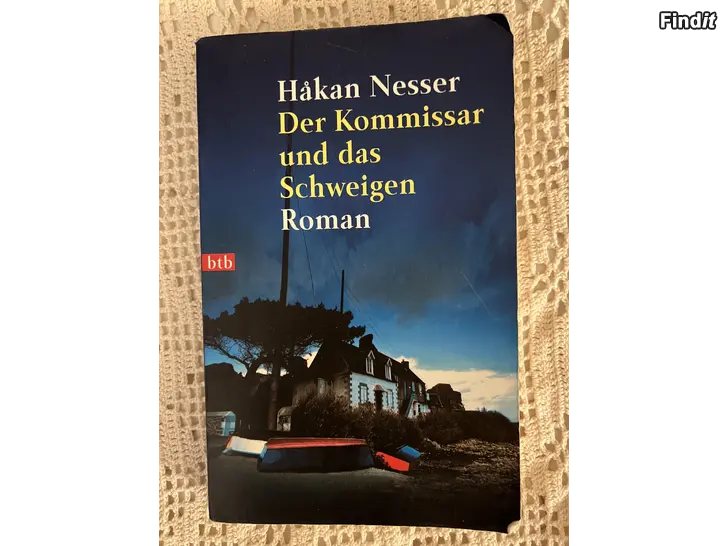 Findit
Håkan Nesser
Der Kommissar
und das
Schweigen
Roman
btb